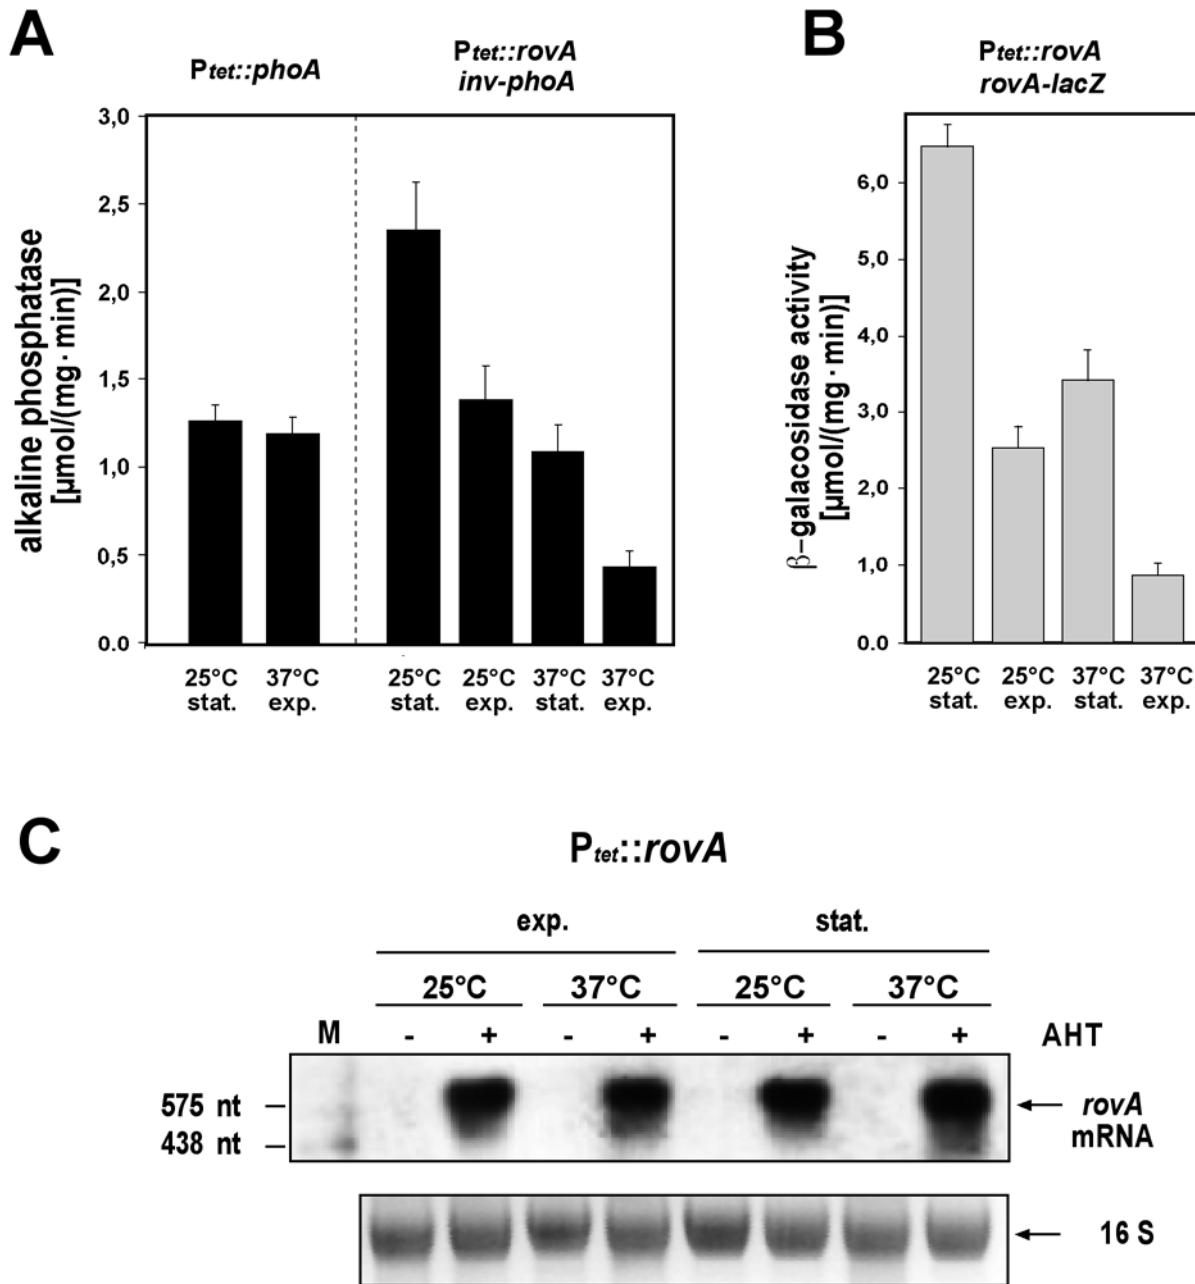 A
Ptet::phoA
Ptet::rovA
inv-phoA
alkaline phosphatase
[µmol/(mg · min)]
3,0
2,5
2,0
1,5
1,0
0,5
0.0
25°C
stat.
37°C
exp.
25°C
stat.
25°C
exp.
37°C
stat.
37°C
exp.
B
Ptet::rovA
rovA-lacZ
β–galacosidase activity
[µmol/(mg · min)]
6,0
5,0
4,0
3,0
2,0
1,0
0.0
25°C
stat.
25°C
exp.
37°C
stat.
37°C
exp.
C
Ptet::rovA
exp. stat.
25°C 37°C 25°C 37°C
M - + - + - + - + AHT
575 nt
438 nt
rovA
mRNA
16 S